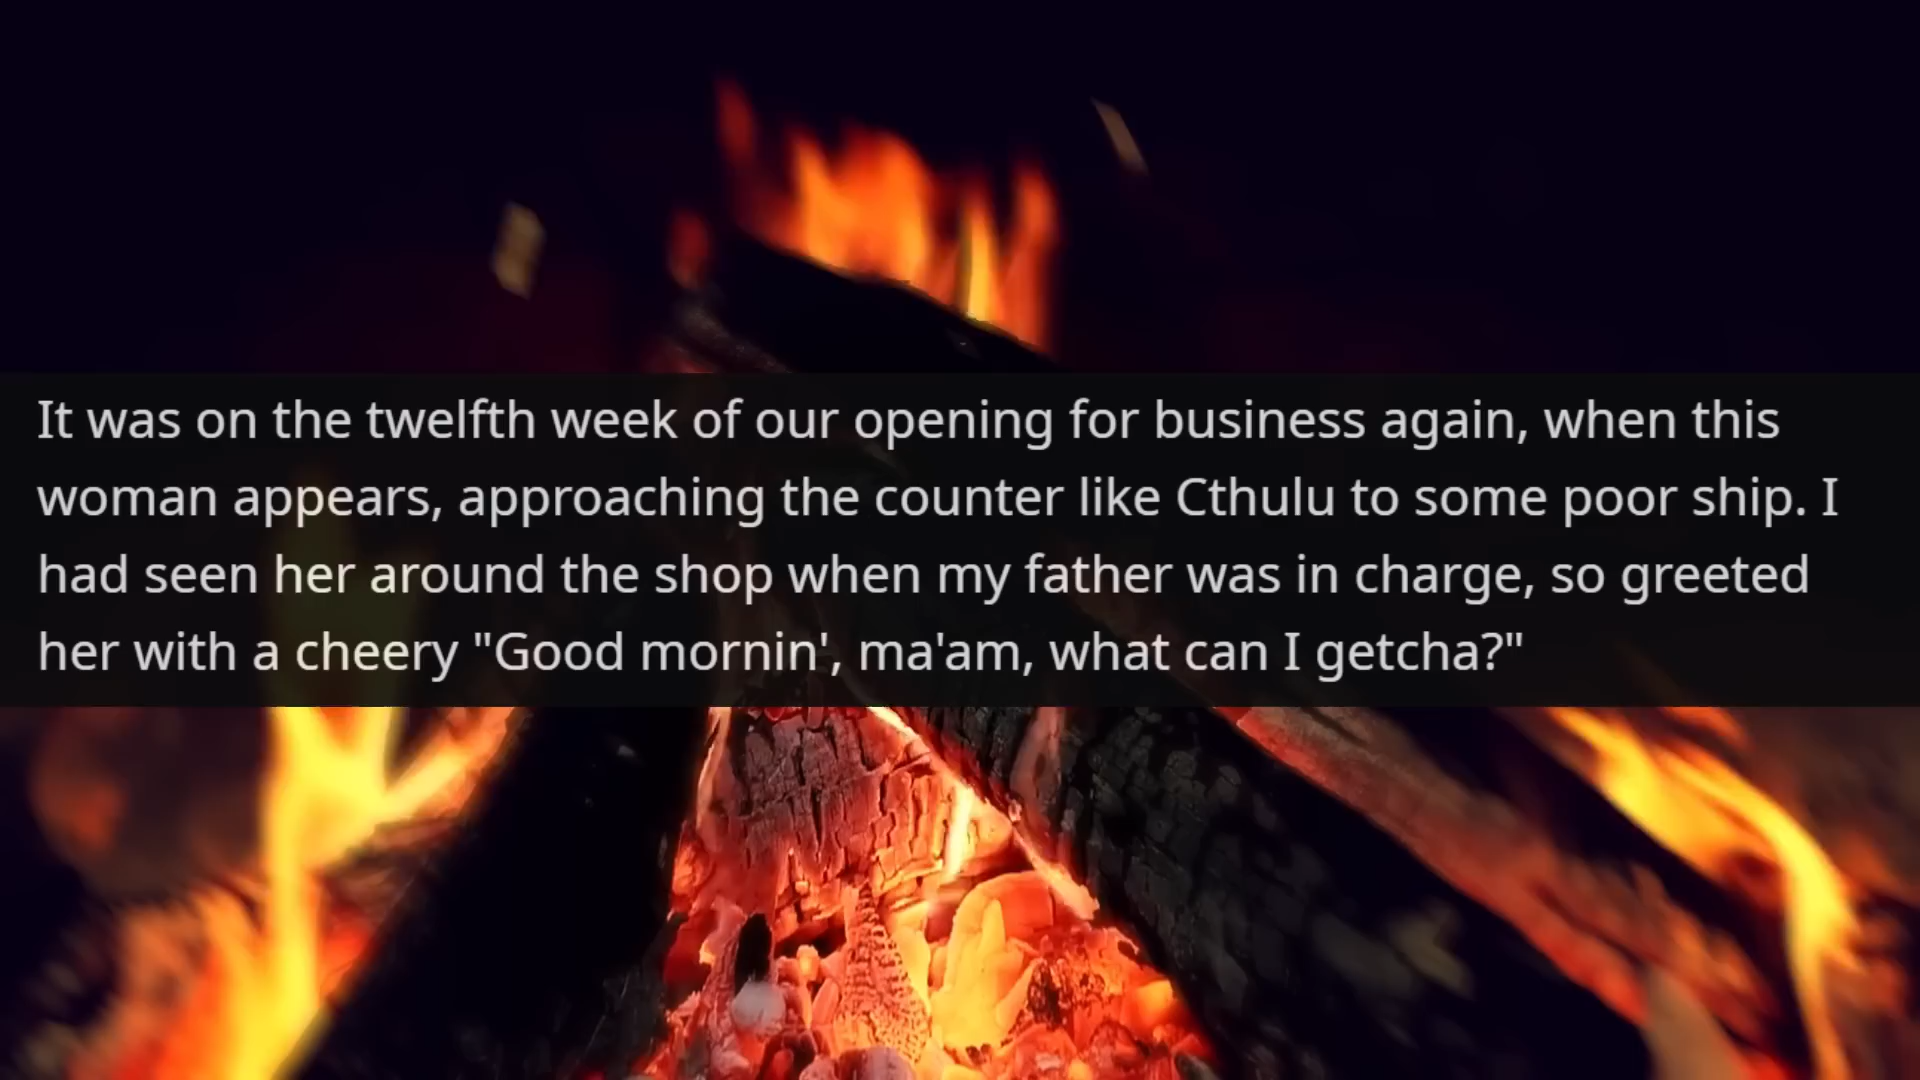 It was on the twelfth week of our opening for business again, when this
woman appears, approaching the counter like Cthulu to some poor ship. I
had seen her around the shop when my father was in charge, so greeted
her with a cheery "Good mornin', ma'am, what can I getcha?"